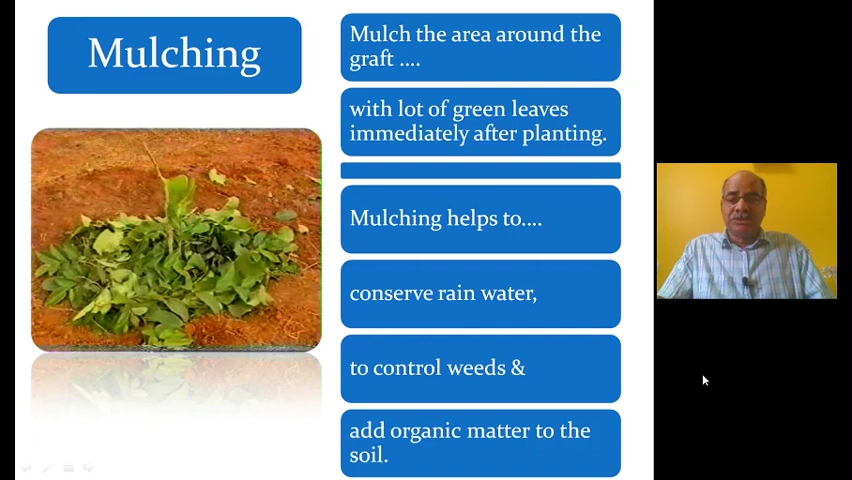 Mulching
Mulch the area around the
graft ....
with lot of green leaves
immediately after planting.
Mulching helps to....
conserve rain water,
to control weeds &
add organic matter to the
soil.